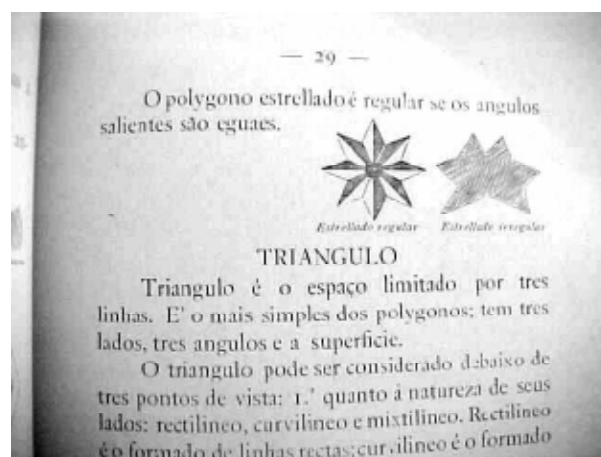 — 29 —
O polygono estrellado é regular se os angulos
salientes são eguaes.
Estrellado regular Estrellado irregular
TRIANGULO
Triangulo é o espaço limitado por tres
linhas. E' o mais simples dos polygonos; tem tres
lados, tres angulos e a superficie.
O triangulo pode ser considerado debaixo de
tres pontos de vista: 1.º quanto á natureza de seus
lados: rectilineo, curvilineo e mixtilineo. Rectilineo
é o formado de linhas rectas; curvilineo é o formado